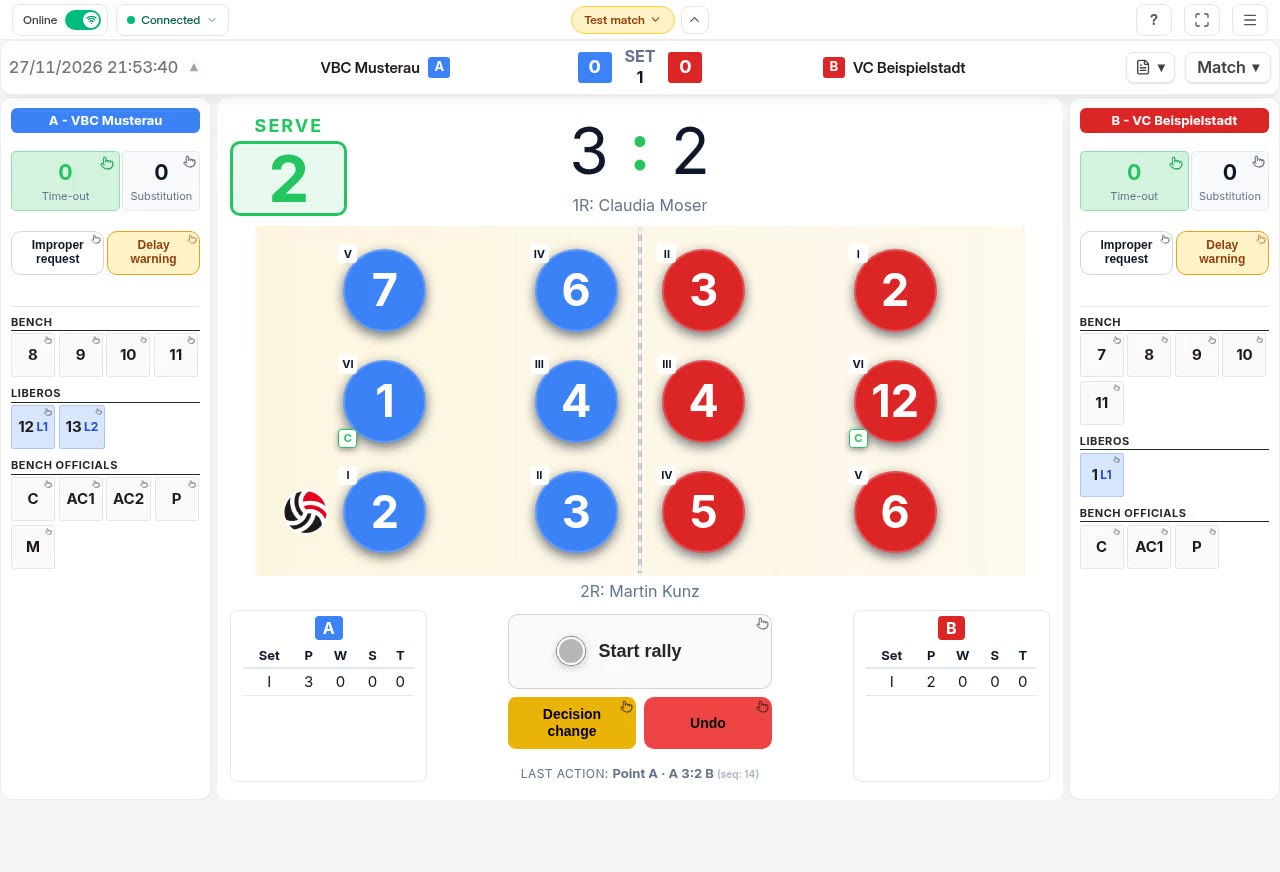 Online
Connected
Test match
?
27/11/2026 21:53:40 ▲
VBC Musterau A
0 SET 0
1
B VC Beispielstadt
▾
Match ▾
A - VBC Musterau
0 0
Time-out Substitution
Improper request
Delay warning
BENCH
8 9 10 11
LIBEROS
12 L1 13 L2
BENCH OFFICIALS
C AC1 AC2 P
M
SERVE
2
3 : 2
1R: Claudia Moser
V 7 IV 6 II 3 I 2
VI 1 C III 4 III 4 VI 12 C
I 2 II 3 IV 5 V 6
2R: Martin Kunz
A
Set P W S T
I 3 0 0 0
Start rally
Decision change
Undo
LAST ACTION: Point A · A 3:2 B (seq: 14)
B
Set P W S T
I 2 0 0 0
B - VC Beispielstadt
0 0
Time-out Substitution
Improper request
Delay warning
BENCH
7 8 9 10
11
LIBEROS
1 L1
BENCH OFFICIALS
C AC1 P